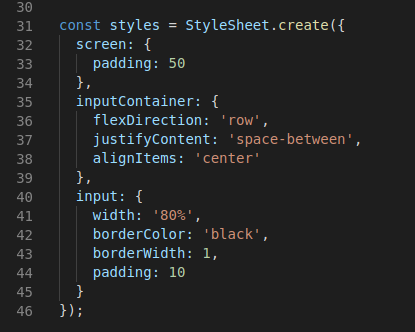 30
31 const styles = StyleSheet.create({
32 screen: {
33 padding: 50
34 },
35 inputContainer: {
36 flexDirection: 'row',
37 justifyContent: 'space-between',
38 alignItems: 'center'
39 },
40 input: {
41 width: '80%',
42 borderColor: 'black',
43 borderWidth: 1,
44 padding: 10
45 }
46 });